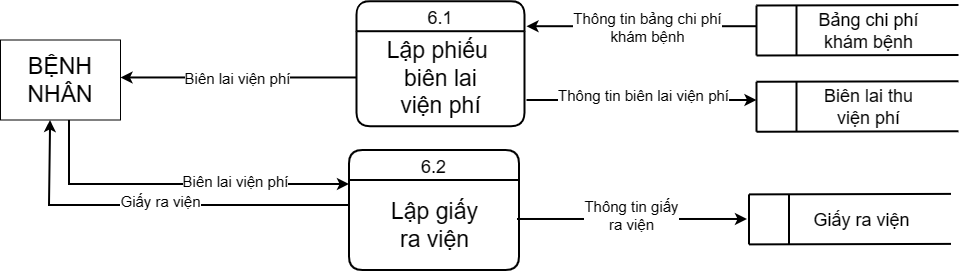 6.1
Lập phiếu
biên lai
viện phí
Thông tin bảng chi phí
khám bệnh
Bảng chi phí
khám bệnh
BỆNH
NHÂN
Biên lai viện phí
Thông tin biên lai viện phí
Biên lai thu
viện phí
6.2
Lập giấy
ra viện
Biên lai viện phí
Giấy ra viện
Thông tin giấy
ra viện
Giấy ra viện